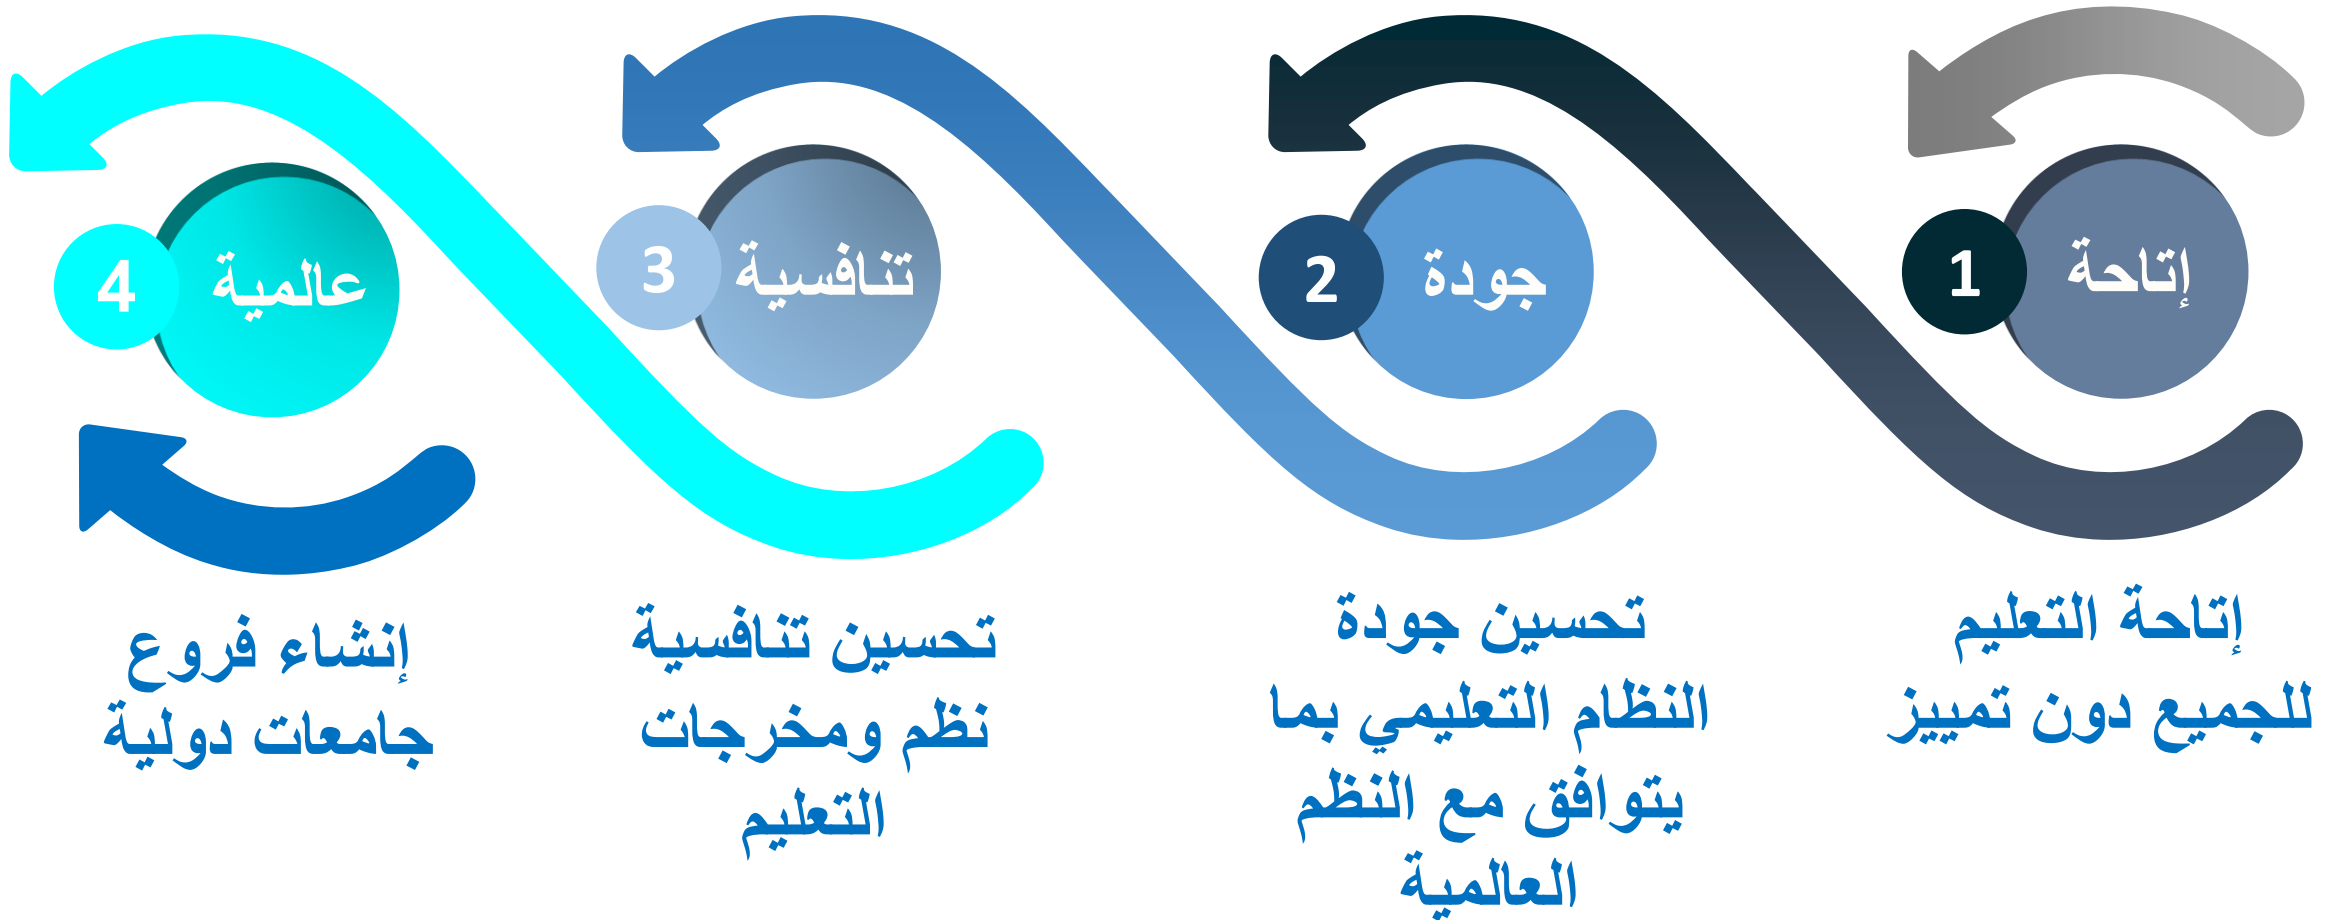 إتاحة
1
جودة
2
تنافسية
3
عالمية
4
إتاحة التعليم
للجميع دون تمييز
تحسين جودة
النظام التعليمي بما
يتوافق مع النظم
العالمية
تحسين تنافسية
نظم ومخرجات
التعليم
إنشاء فروع
جامعات دولية